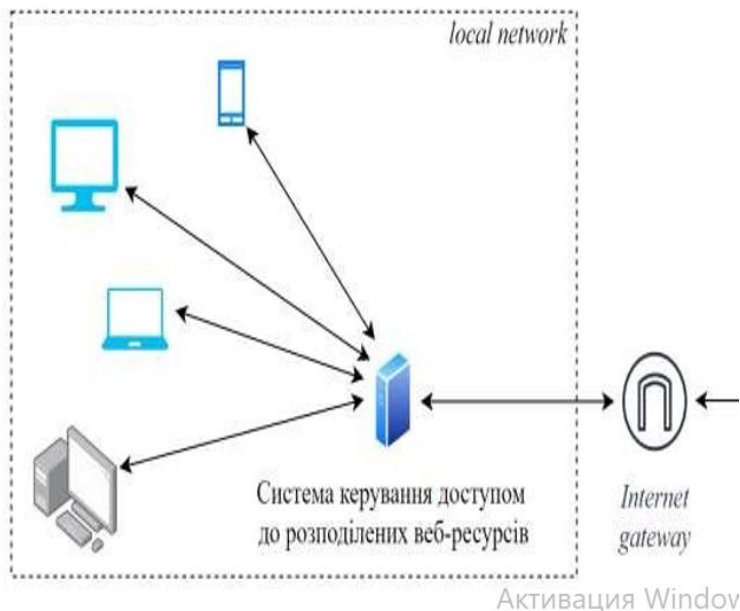 local network
Система керування доступом
до розподілених веб-ресурсів
Internet
gateway
Активация Window